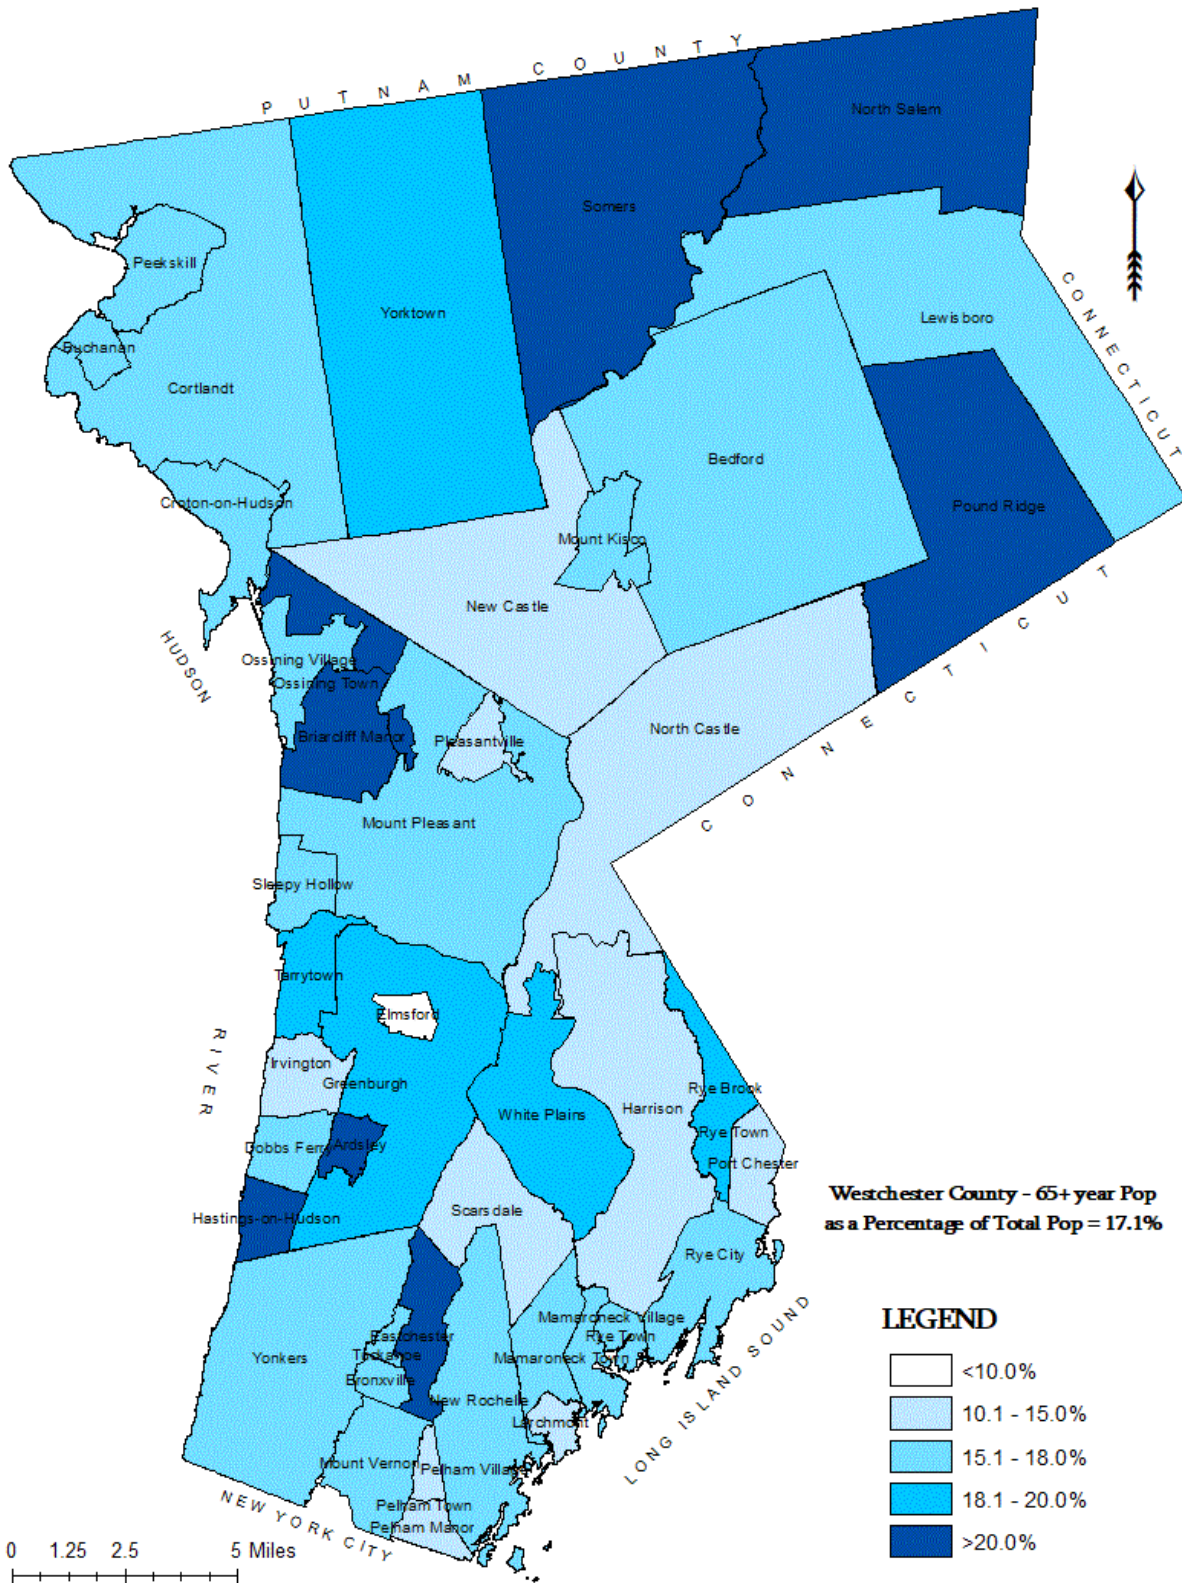 PUTNAM COUNTY
North Salem
Somers
Peekskill
Yorktown
Lewisboro
CONNECTICUT
Buchanan
Cortlandt
Bedford
Croton-on-Hudson
Pound Ridge
Mount Kisco
New Castle
CONNECTICUT
HUDSON
Ossining Village
Ossining Town
Briarcliff Manor
Pleasantville
North Castle
Mount Pleasant
Sleepy Hollow
Tarrytown
Elmsford
RIVER
Irvington
Greenburgh
Rye Brook
White Plains
Harrison
Rye Town
Dobbs Ferry
Ardsley
Port Chester
Westchester County - 65+ year Pop
as a Percentage of Total Pop = 17.1%
Hastings-on-Hudson
Scarsdale
Rye City
Mamaroneck Village
Rye Town
Eastchester
Tuckahoe
Yonkers
Mamaroneck Town
Bronxville
New Rochelle
Larchmont
LONG ISLAND SOUND
Mount Vernon
Pelham Village
Pelham Town
Pelham Manor
NEW YORK CITY
LEGEND
<10.0%
10.1 - 15.0%
15.1 - 18.0%
18.1 - 20.0%
>20.0%
0 1.25 2.5 5 Miles